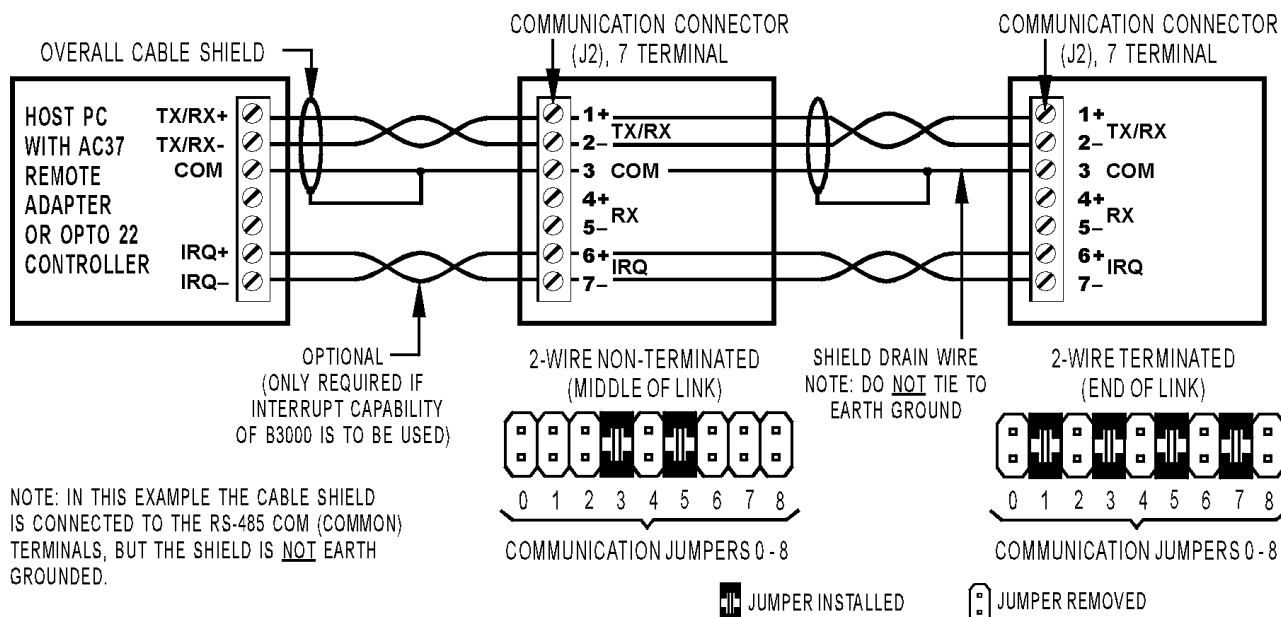 OVERALL CABLE SHIELD
COMMUNICATION CONNECTOR
(J2), 7 TERMINAL
COMMUNICATION CONNECTOR
(J2), 7 TERMINAL
HOST PC
WITH AC37
REMOTE
ADAPTER
OR OPTO 22
CONTROLLER
TX/RX+
TX/RX-
COM
IRQ+
IRQ–
1+
2–
TX/RX
3 COM
4+
5–
RX
6+
7–
IRQ
1+
2–
TX/RX
3 COM
4+
5–
RX
6+
7–
IRQ
OPTIONAL
(ONLY REQUIRED IF
INTERRUPT CAPABILITY
OF B3000 IS TO BE USED)
2-WIRE NON-TERMINATED
(MIDDLE OF LINK)
SHIELD DRAIN WIRE
NOTE: DO NOT TIE TO
EARTH GROUND
2-WIRE TERMINATED
(END OF LINK)
0 1 2 3 4 5 6 7 8
COMMUNICATION JUMPERS 0 - 8
0 1 2 3 4 5 6 7 8
COMMUNICATION JUMPERS 0 - 8
NOTE: IN THIS EXAMPLE THE CABLE SHIELD
IS CONNECTED TO THE RS-485 COM (COMMON)
TERMINALS, BUT THE SHIELD IS NOT EARTH
GROUNDED.
JUMPER INSTALLED
JUMPER REMOVED